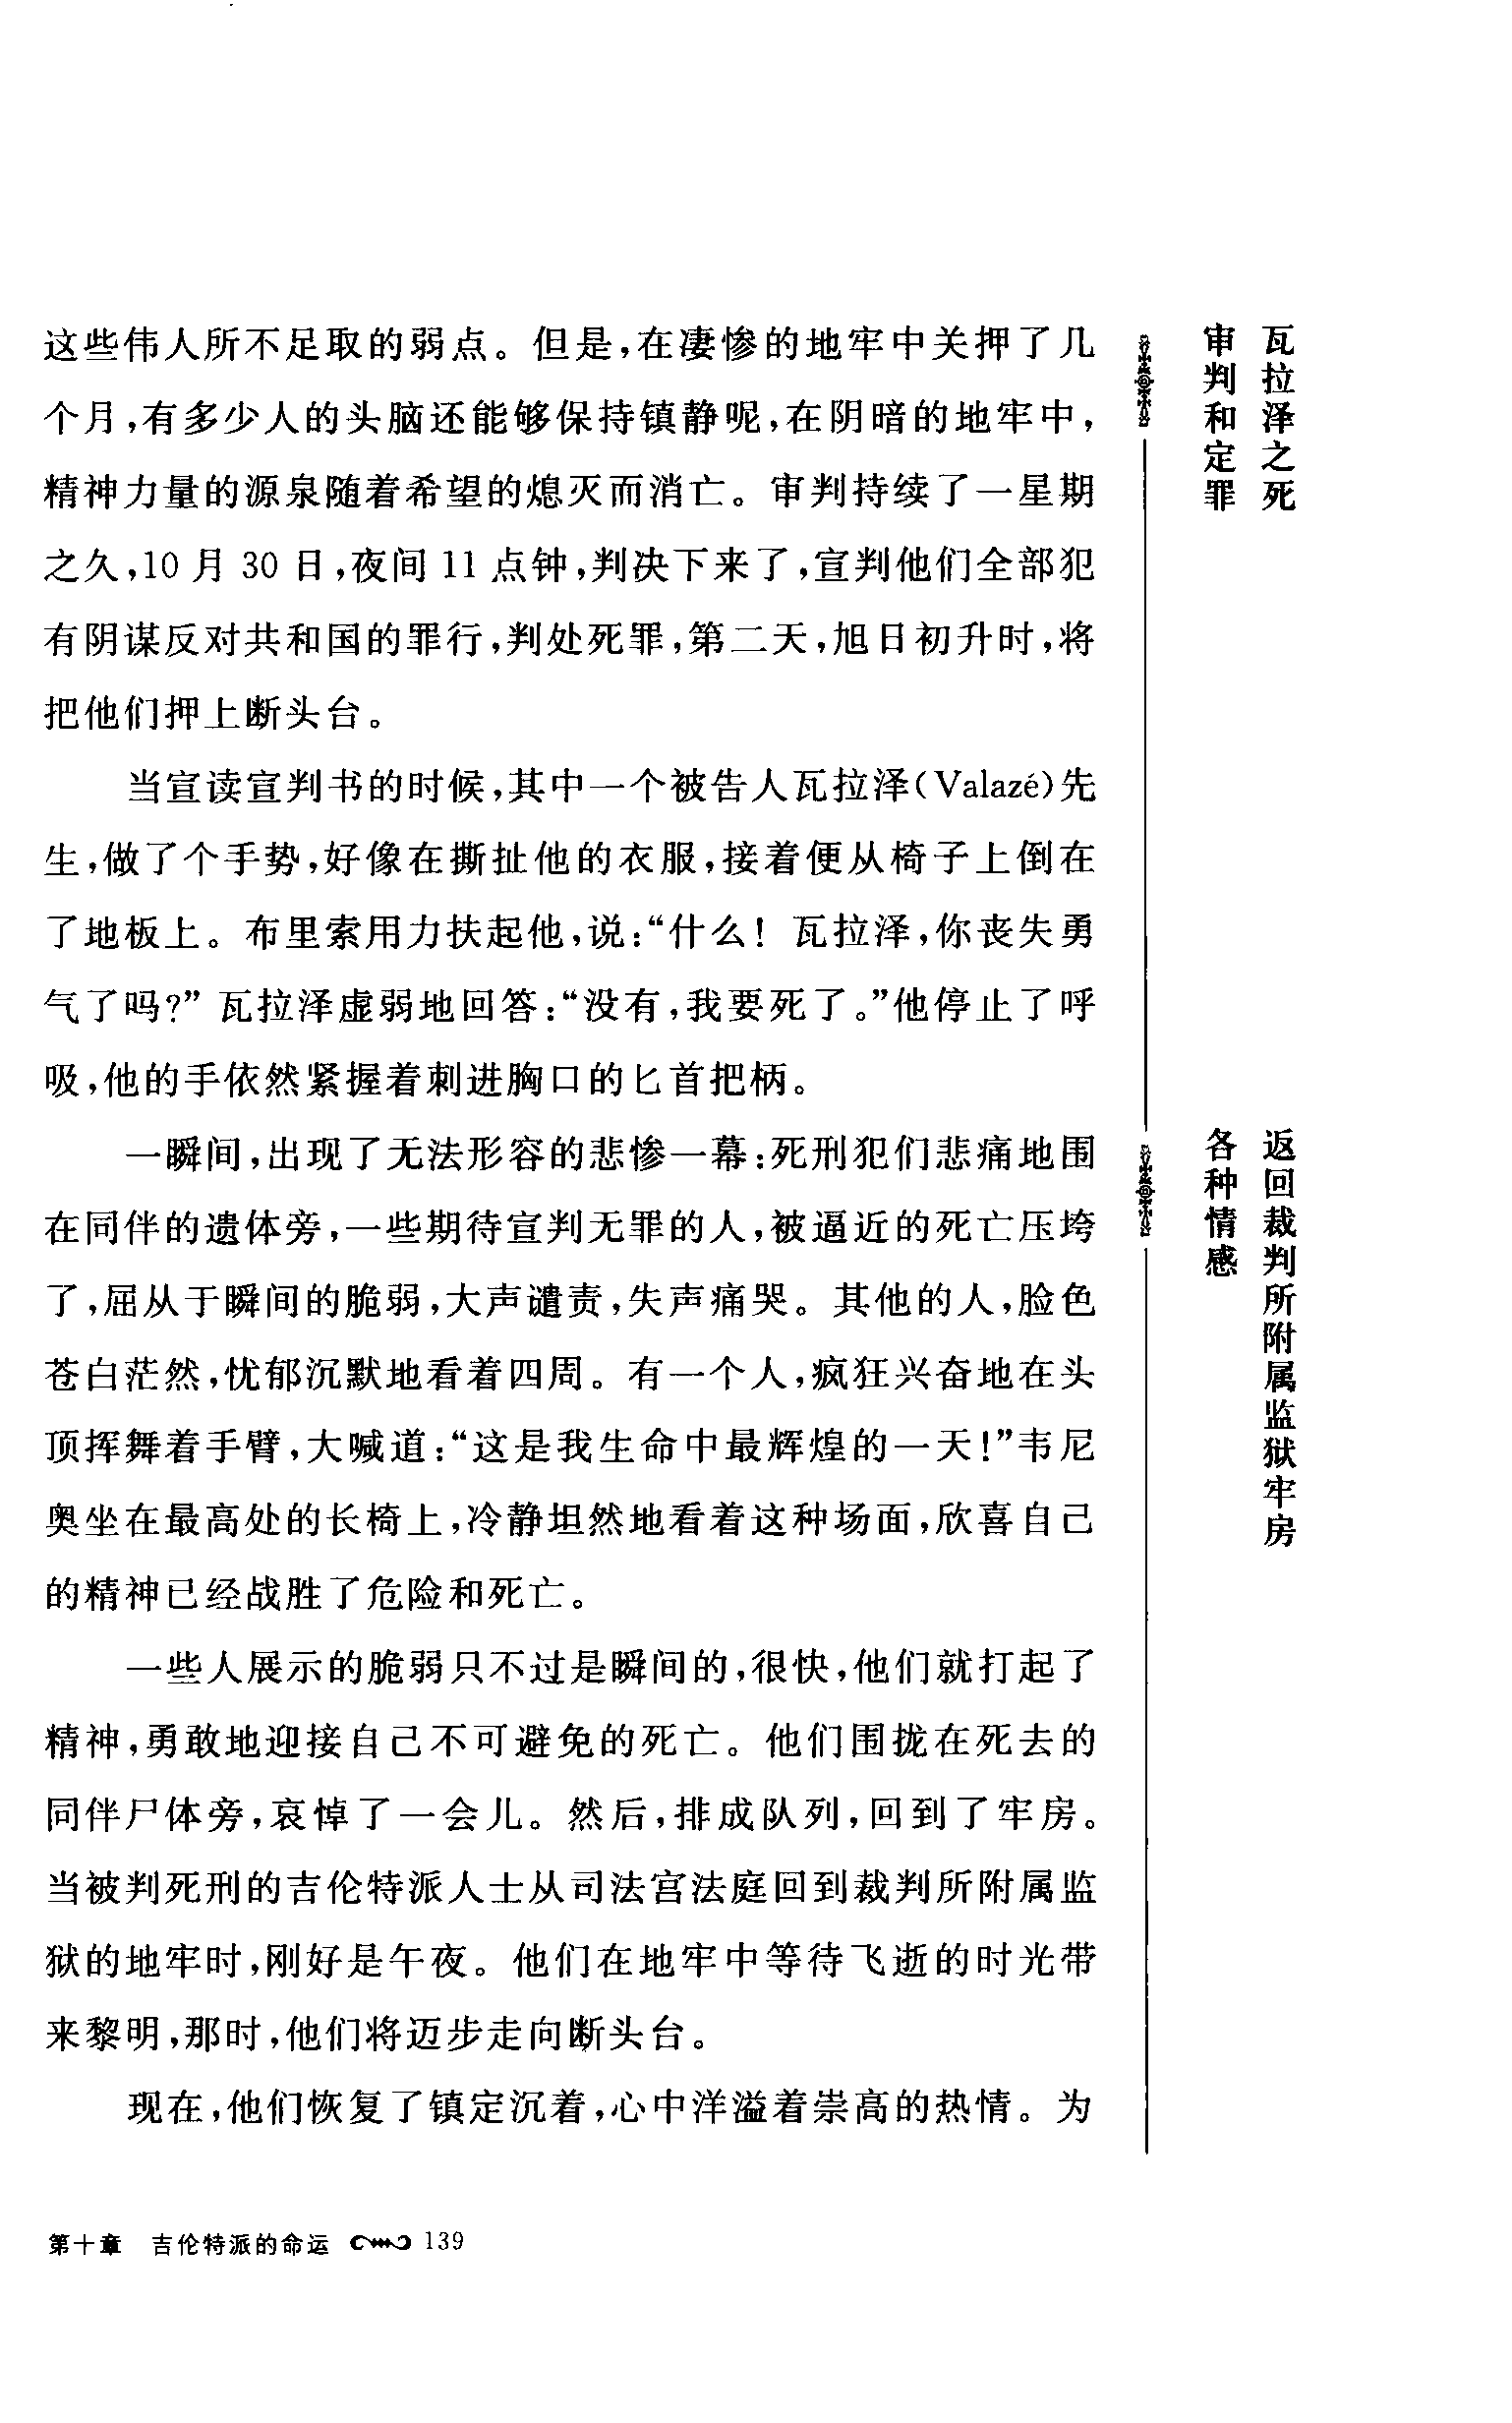 这些伟人所不足取的弱点。但是,在凄惨的地牢中关押了几
个月,有多少人的头脑还能够保持镇静呢,在阴暗的地牢中,
精神力量的源泉随着希望的熄灭而消亡。审判持续了一星期
之久,10 月 30 日,夜间 11 点钟,判决下来了,宣判他们全部犯
有阴谋反对共和国的罪行,判处死罪,第二天,旭日初升时,将
把他们押上断头台。
当宣读宣判书的时候,其中一个被告人瓦拉泽(Valazé)先
生,做了个手势,好像在撕扯他的衣服,接着便从椅子上倒在
了地板上。布里索用力扶起他,说:“什么! 瓦拉泽,你丧失勇
气了吗?” 瓦拉泽虚弱地回答:“没有,我要死了。”他停止了呼
吸,他的手依然紧握着刺进胸口的匕首把柄。
一瞬间,出现了无法形容的悲惨一幕:死刑犯们悲痛地围
在同伴的遗体旁,一些期待宣判无罪的人,被逼近的死亡压垮
了,屈从于瞬间的脆弱,大声谴责,失声痛哭。其他的人,脸色
苍白茫然,忧郁沉默地看着四周。有一个人,疯狂兴奋地在头
顶挥舞着手臂,大喊道:“这是我生命中最辉煌的一天!”韦尼
奥坐在最高处的长椅上,冷静坦然地看着这种场面,欣喜自己
的精神已经战胜了危险和死亡。
一些人展示的脆弱只不过是瞬间的,很快,他们就打起了
精神,勇敢地迎接自己不可避免的死亡。他们围拢在死去的
同伴尸体旁,哀悼了一会儿。然后,排成队列,回到了牢房。
当被判死刑的吉伦特派人士从司法宫法庭回到裁判所附属监
狱的地牢时,刚好是午夜。他们在地牢中等待飞逝的时光带
来黎明,那时,他们将迈步走向断头台。
现在,他们恢复了镇定沉着,心中洋溢着崇高的热情。为
瓦拉泽之死
审判和定罪
返回裁判所附属监狱牢房
各种情感
第十章 吉伦特派的命运 139